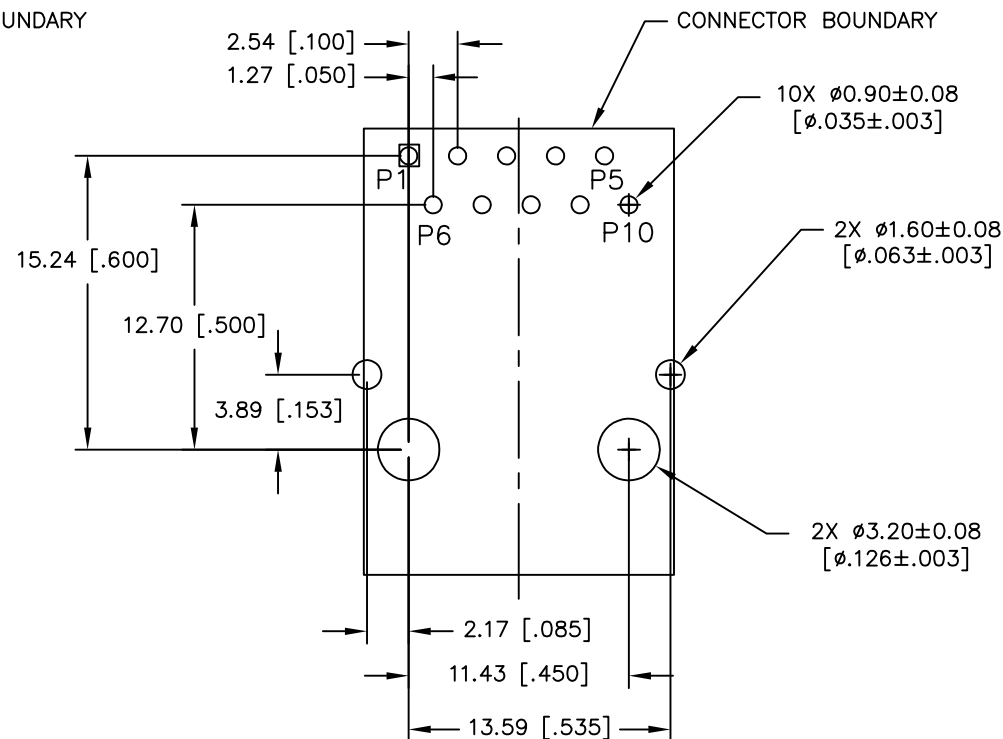 UNDARY
CONNECTOR BOUNDARY
2.54 [.100]
1.27 [.050]
10X ø0.90±0.08
[ø.035±.003]
P1
P5
P6
P10
2X ø1.60±0.08
[ø.063±.003]
15.24 [.600]
12.70 [.500]
3.89 [.153]
2X ø3.20±0.08
[ø.126±.003]
2.17 [.085]
11.43 [.450]
13.59 [.535]